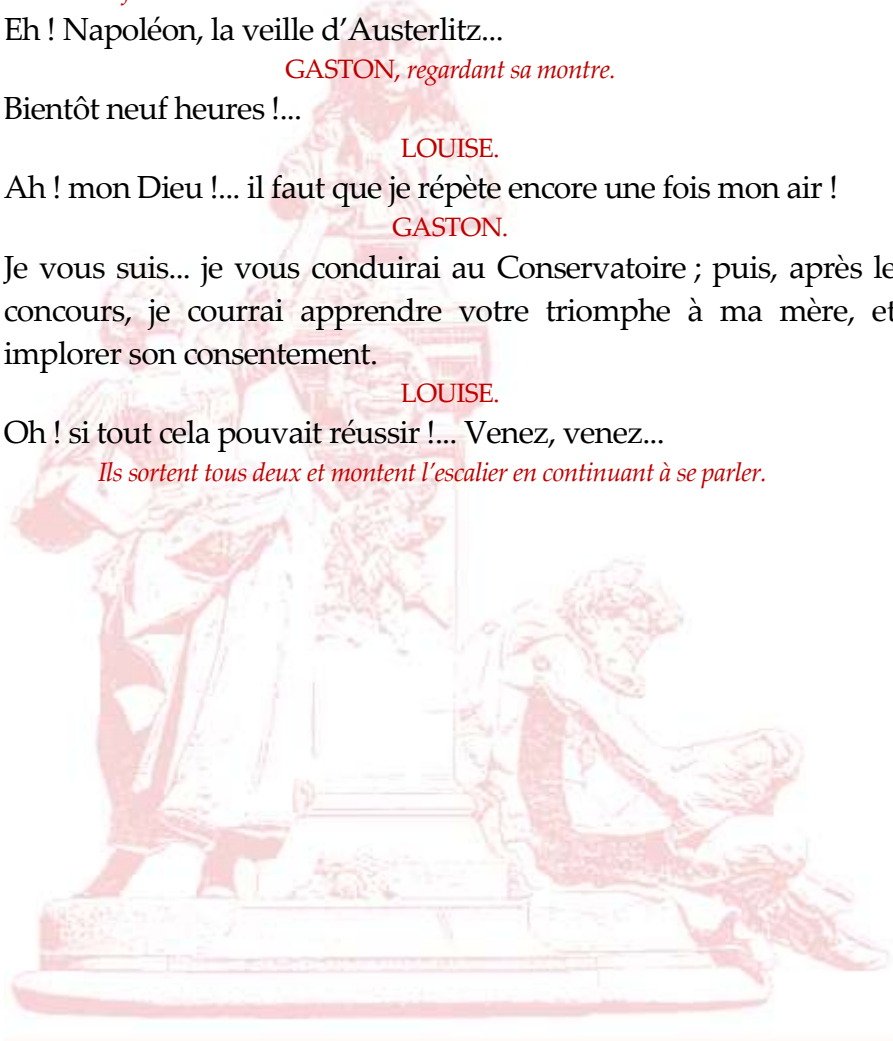 Eh ! Napoléon, la veille d’Austerlitz...
GASTON, regardant sa montre.
Bientôt neuf heures !...
LOUISE.
Ah ! mon Dieu !... il faut que je répète encore une fois mon air !
GASTON.
Je vous suis... je vous conduirai au Conservatoire ; puis, après le
concours, je courrai apprendre votre triomphe à ma mère, et
implorer son consentement.
LOUISE.
Oh ! si tout cela pouvait réussir !... Venez, venez...
Ils sortent tous deux et montent l’escalier en continuant à se parler.